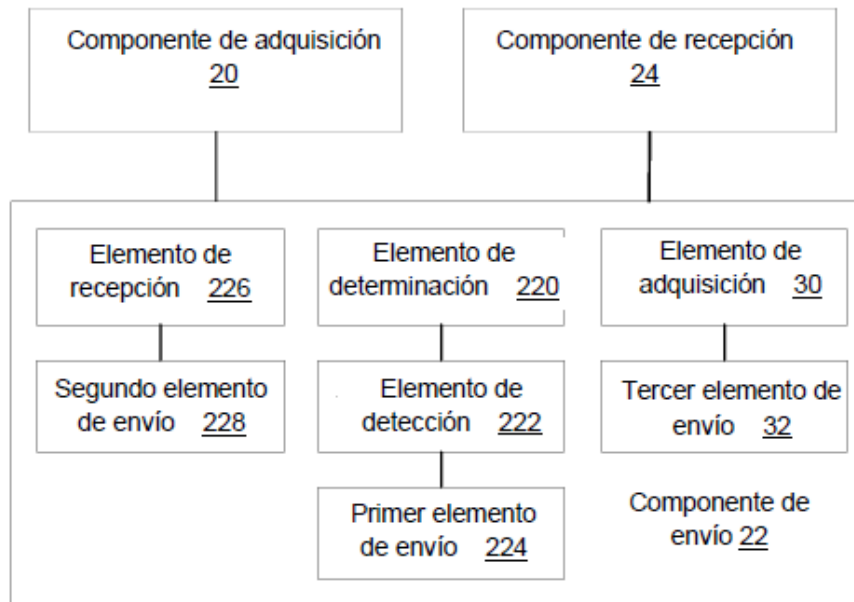 Componente de adquisición
20
Componente de recepción
24
Elemento de
recepción 226
Elemento de
determinación 220
Elemento de
adquisición 30
Segundo elemento
de envío 228
Elemento de
detección 222
Tercer elemento de
envío 32
Primer elemento
de envío 224
Componente de
envío 22